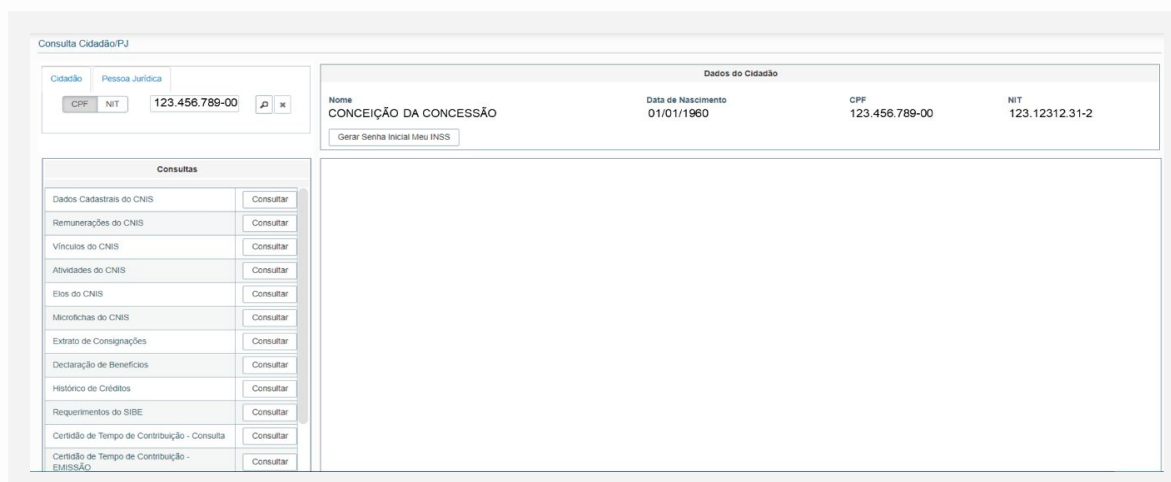 Consulta Cidadão/PJ
Cidadão Pessoa Jurídica
CPF NIT 123.456.789-00
Dados do Cidadão
Nome Data de Nascimento CPF NIT
CONCEIÇÃO DA CONCESSÃO 01/01/1960 123.456.789-00 123.12312.31-2
Gerar Senha Inicial Meu INSS
Consultas
Dados Cadastrais do CNIS Consultar
Remunerações do CNIS Consultar
Vínculos do CNIS Consultar
Atividades do CNIS Consultar
Elos do CNIS Consultar
Microfichas do CNIS Consultar
Extrato de Consignações Consultar
Declaração de Benefícios Consultar
Histórico de Créditos Consultar
Requerimentos do SIBE Consultar
Certidão de Tempo de Contribuição - Consulta Consultar
Certidão de Tempo de Contribuição -
EMISSÃO Consultar